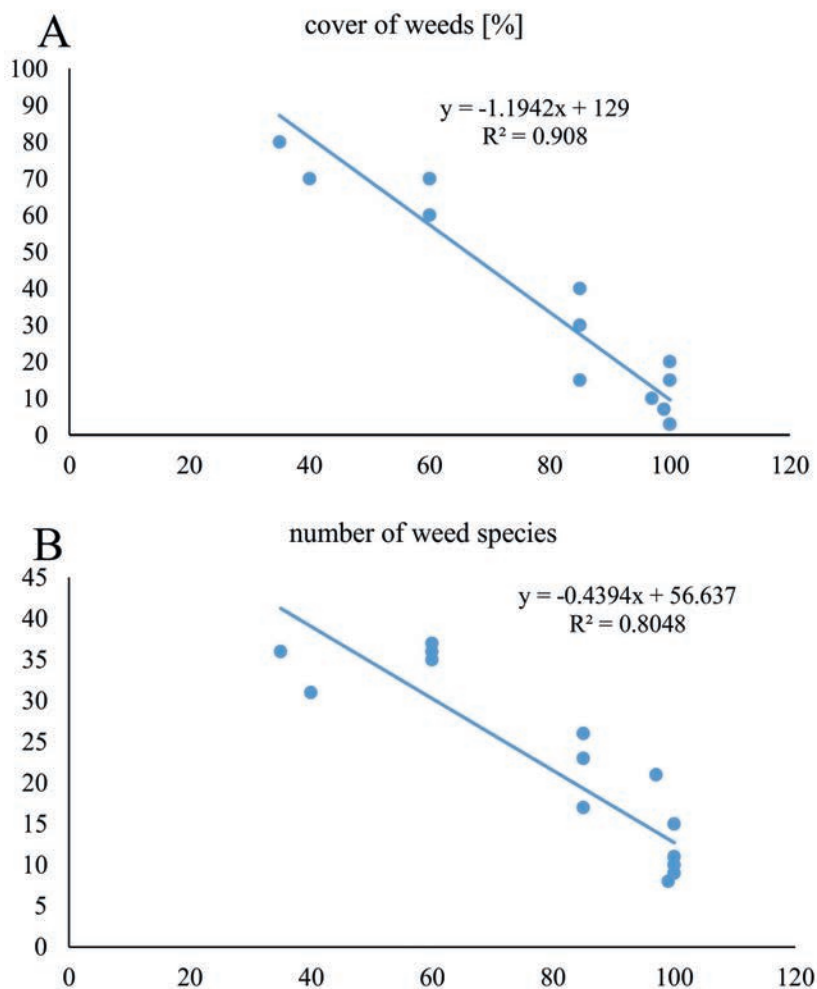 A
cover of weeds [%]
100
90
80
70
60
50
40
30
20
10
0
y = -1.1942x + 129
R² = 0.908
0 20 40 60 80 100 120
B
number of weed species
45
40
35
30
25
20
15
10
5
0
y = -0.4394x + 56.637
R² = 0.8048
0 20 40 60 80 100 120